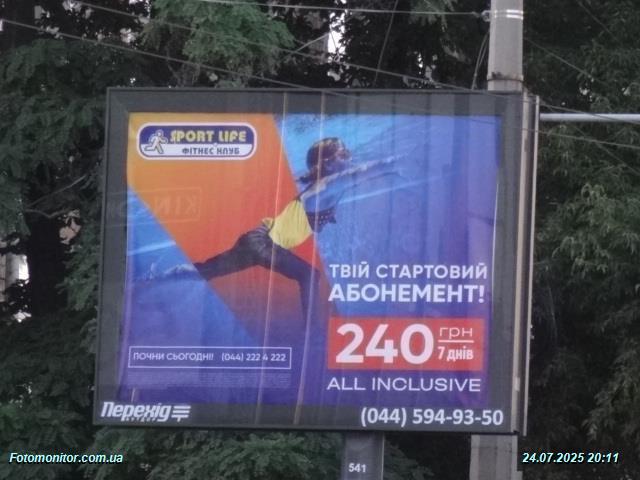 SPORT LIFE
ФІТНЕС КЛУБ
ТВІЙ СТАРТОВИЙ
АБОНЕМЕНТ!
240 грн
7 днів
ALL INCLUSIVE
ПОЧНИ СЬОГОДНІ! (044) 222 4 222
Перехід
АУТДОР
(044) 594-93-50
541
Fotomonitor.com.ua
24.07.2025 20:11